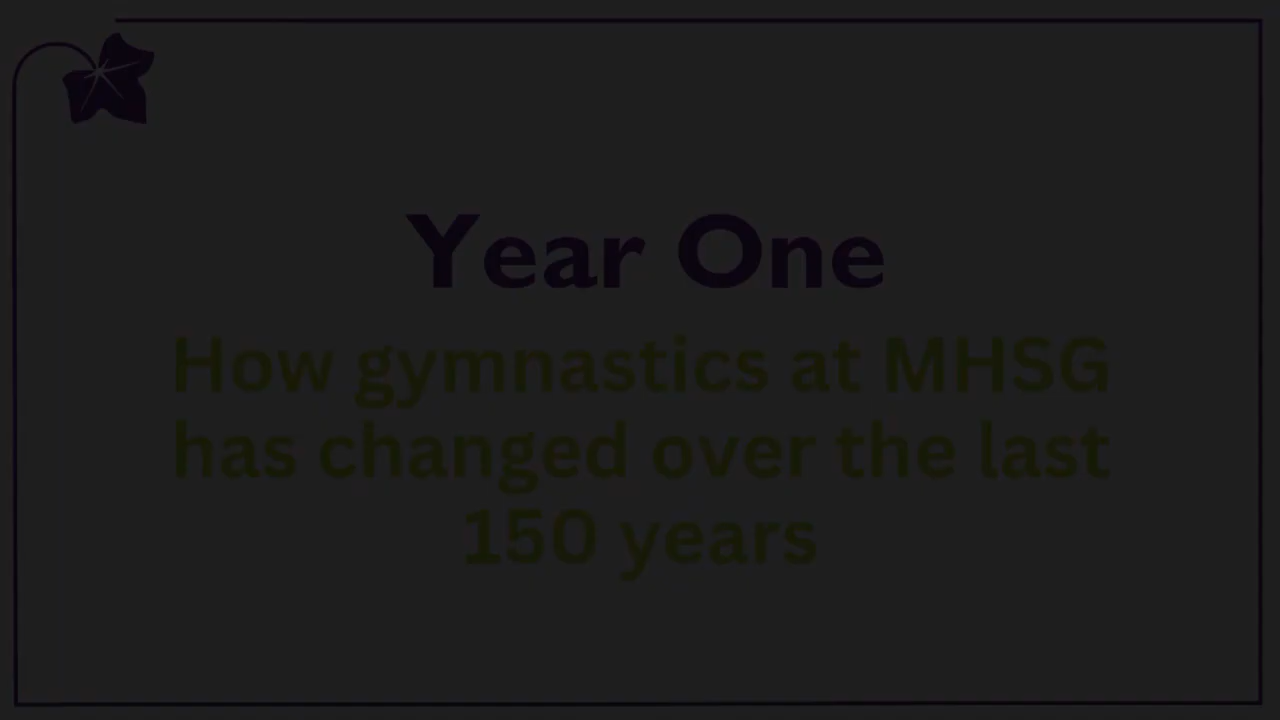 Year One
How gymnastics at MHSG
has changed over the last
150 years